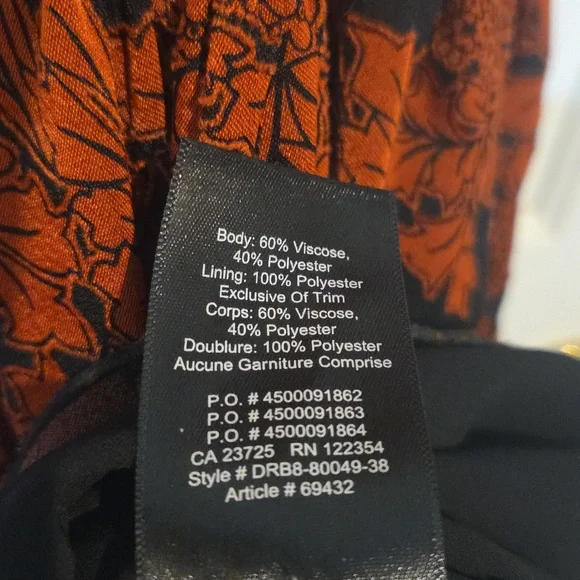 Body: 60% Viscose,
40% Polyester
Lining: 100% Polyester
Exclusive Of Trim
Corps: 60% Viscose,
40% Polyester
Doublure: 100% Polyester
Aucune Garniture Comprise
P.O. # 4500091862
P.O. # 4500091863
P.O. # 4500091864
CA 23725 RN 122354
Style # DRB8-80049-38
Article # 69432